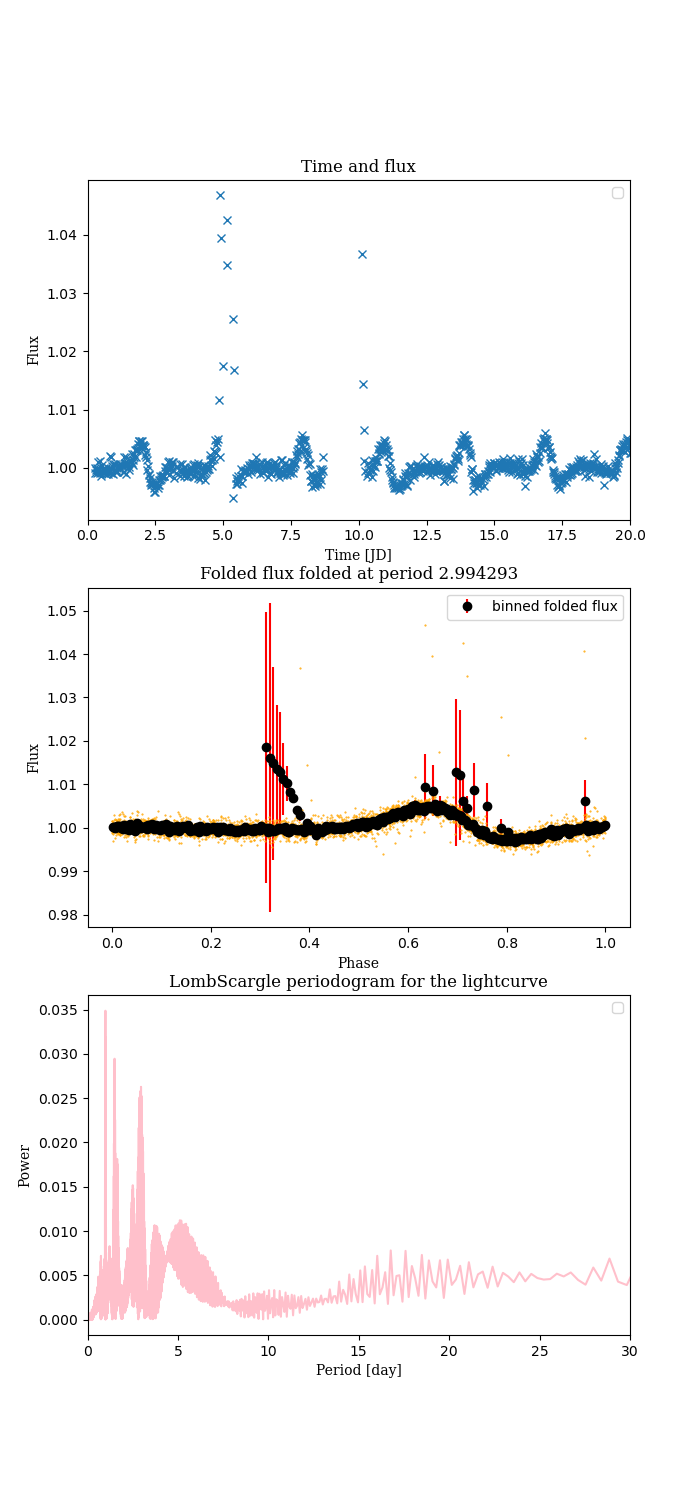 Time and flux
1.04
1.03
1.02
1.01
1.00
Flux
0.0 2.5 5.0 7.5 10.0 12.5 15.0 17.5 20.0
Time [JD]
Folded flux folded at period 2.994293
binned folded flux
1.05
1.04
1.03
1.02
1.01
1.00
0.99
0.98
Flux
0.0 0.2 0.4 0.6 0.8 1.0
Phase
LombScargle periodogram for the lightcurve
0.035
0.030
0.025
0.020
0.015
0.010
0.005
0.000
Power
0 5 10 15 20 25 30
Period [day]